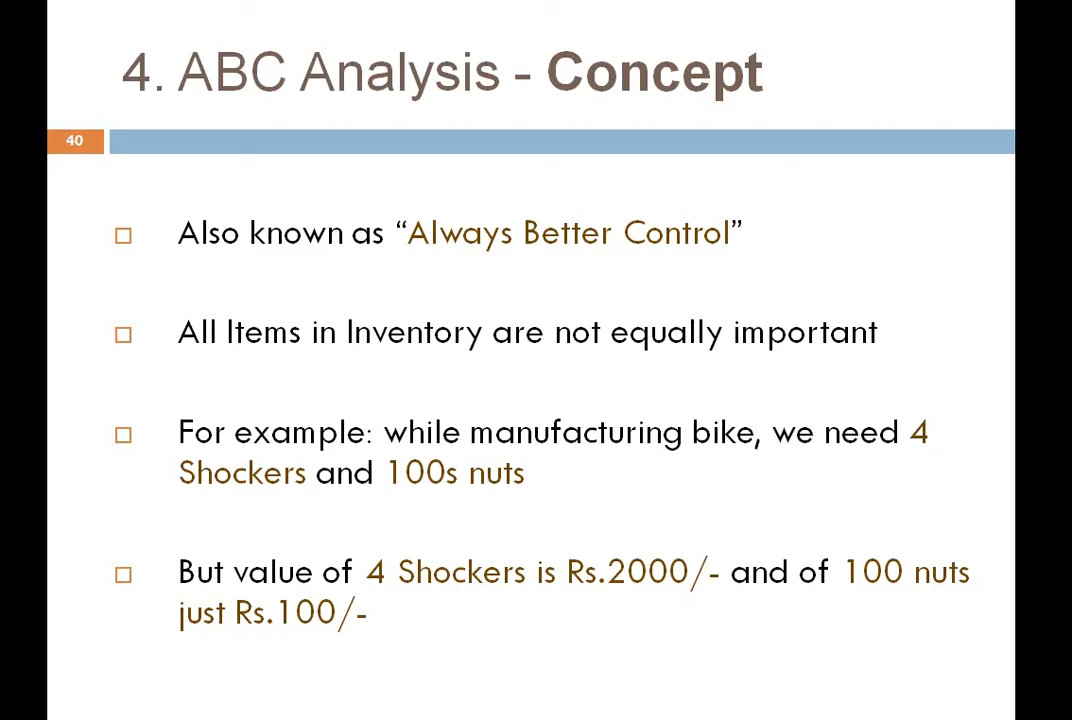 4. ABC Analysis - Concept
40
Also known as “Always Better Control”
All Items in Inventory are not equally important
For example: while manufacturing bike, we need 4
Shockers and 100s nuts
But value of 4 Shockers is Rs.2000/- and of 100 nuts
just Rs.100/-